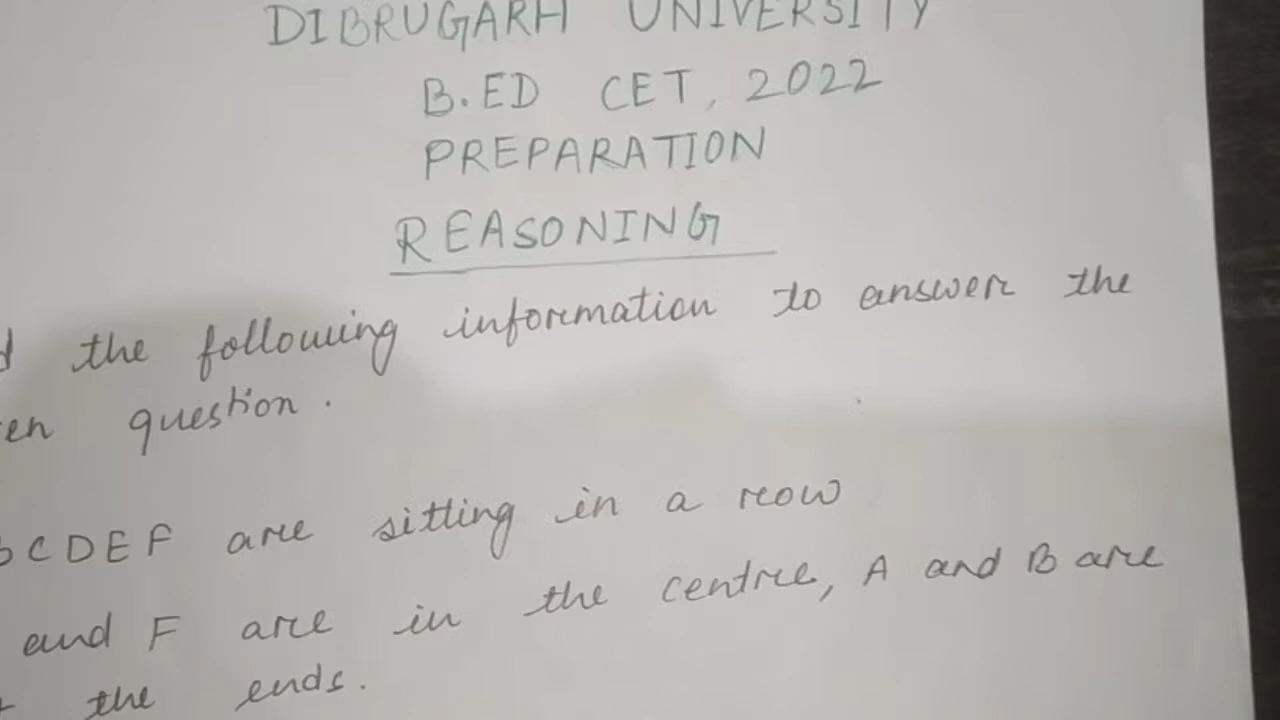 DIBRUGARH UNIVERSITY
B.ED CET, 2022
PREPARATION
REASONING
the following information to answer the
question.
CDEF are sitting in a row
and F are in the centre, A and B are
the ends.